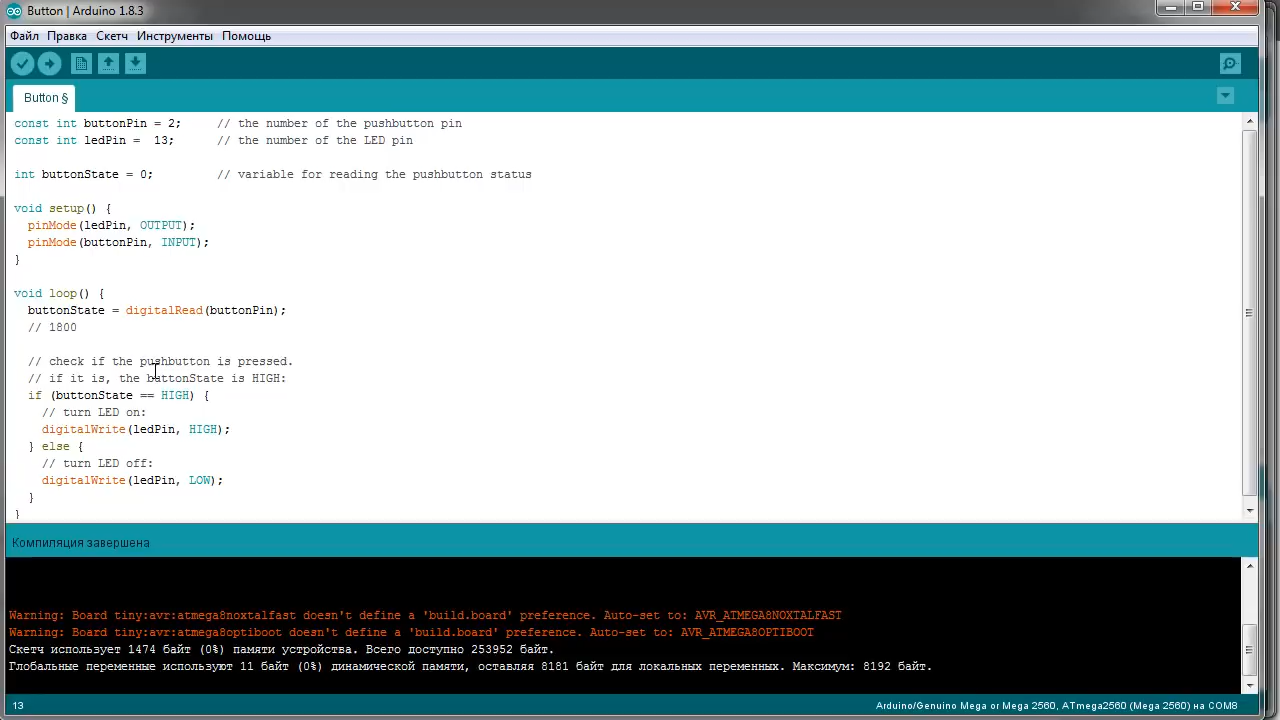 Button | Arduino 1.8.3
Файл Правка Скетч Инструменты Помощь
Button §
const int buttonPin = 2;     // the number of the pushbutton pin
const int ledPin =  13;      // the number of the LED pin
int buttonState = 0;         // variable for reading the pushbutton status
void setup() {
  pinMode(ledPin, OUTPUT);
  pinMode(buttonPin, INPUT);
}
void loop() {
  buttonState = digitalRead(buttonPin);
  // 1800
  // check if the pushbutton is pressed.
  // if it is, the buttonState is HIGH:
  if (buttonState == HIGH) {
    // turn LED on:
    digitalWrite(ledPin, HIGH);
  } else {
    // turn LED off:
    digitalWrite(ledPin, LOW);
  }
}
Компиляция завершена
Warning: Board tiny:avr:atmega8noxtalfast doesn't define a 'build.board' preference. Auto-set to: AVR_ATMEGA8NOXTALFAST
Warning: Board tiny:avr:atmega8optiboot doesn't define a 'build.board' preference. Auto-set to: AVR_ATMEGA8OPTIBOOT
Скетч использует 1474 байт (0%) памяти устройства. Всего доступно 253952 байт.
Глобальные переменные используют 11 байт (0%) динамической памяти, оставляя 8181 байт для локальных переменных. Максимум: 8192 байт.
13
Arduino/Genuino Mega or Mega 2560, ATmega2560 (Mega 2560) на COM8